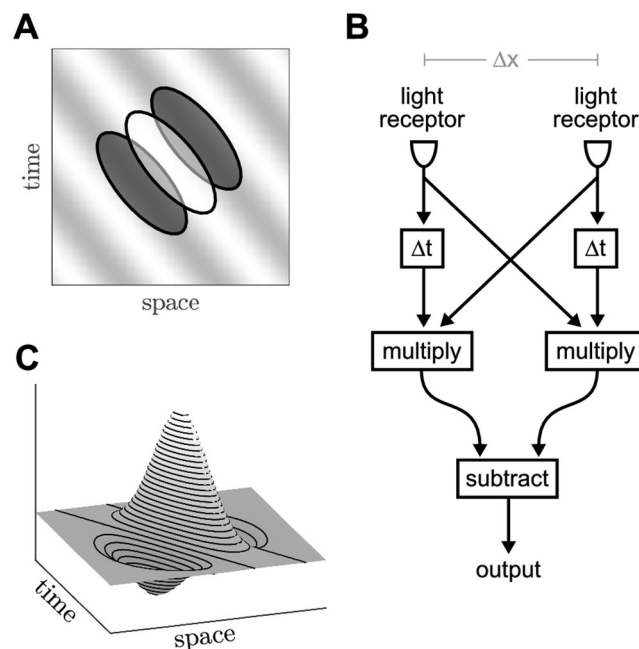 A
time
space
B
Δx
light
receptor
light
receptor
Δt
Δt
multiply
multiply
subtract
output
C
time
space